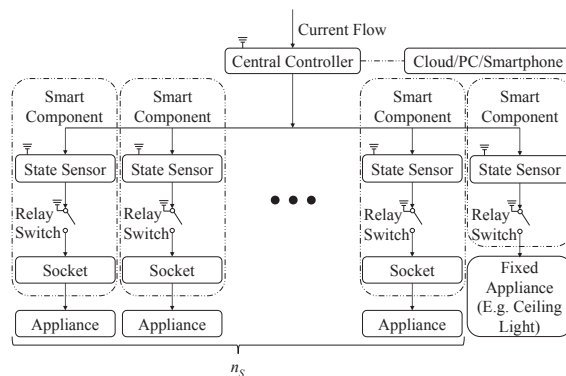 Current Flow
Central Controller
Cloud/PC/Smartphone
Smart
Component
Smart
Component
Smart
Component
Smart
Component
State Sensor
State Sensor
State Sensor
State Sensor
Relay
Switch
Relay
Switch
Relay
Switch
Relay
Switch
Socket
Socket
Socket
Fixed
Appliance
(E.g. Ceiling
Light)
Appliance
Appliance
Appliance
n_S